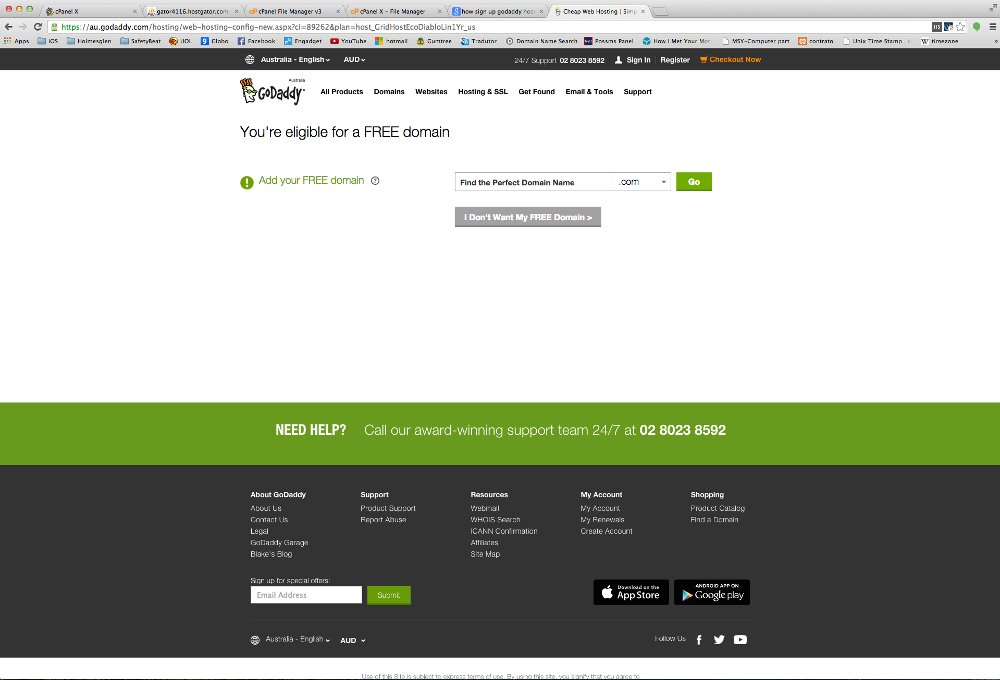 cPanel X
gator4116.hostgator.com
cPanel File Manager v3
cPanel X – File Manager
how sign up godaddy host
Cheap Web Hosting | Simp
https://au.godaddy.com/hosting/web-hosting-config-new.aspx?ci=89262&plan=host_GridHostEcoDiabloLin1Yr_us
Apps iOS Holmesglen SafetyBeat UOL Globo Facebook Engadget YouTube hotmail Gumtree Tradutor Domain Name Search Possms Panel How I Met Your Moth MSY-Computer part contrato Unix Time Stamp . c timezone »
Australia - English AUD 24/7 Support 02 8023 8592 Sign In Register Checkout Now
Australia
GoDaddy
All Products Domains Websites Hosting & SSL Get Found Email & Tools Support
You're eligible for a FREE domain
Add your FREE domain ? Find the Perfect Domain Name .com Go
I Don't Want My FREE Domain >
NEED HELP? Call our award-winning support team 24/7 at 02 8023 8592
About GoDaddy
About Us
Contact Us
Legal
GoDaddy Garage
Blake's Blog
Support
Product Support
Report Abuse
Resources
Webmail
WHOIS Search
ICANN Confirmation
Affiliates
Site Map
My Account
My Account
My Renewals
Create Account
Shopping
Product Catalog
Find a Domain
Sign up for special offers:
Email Address Submit
Download on the
App Store
ANDROID APP ON
Google play
Australia - English AUD Follow Us
Use of this Site is subject to express terms of use. By using this site, you signify that you agree to